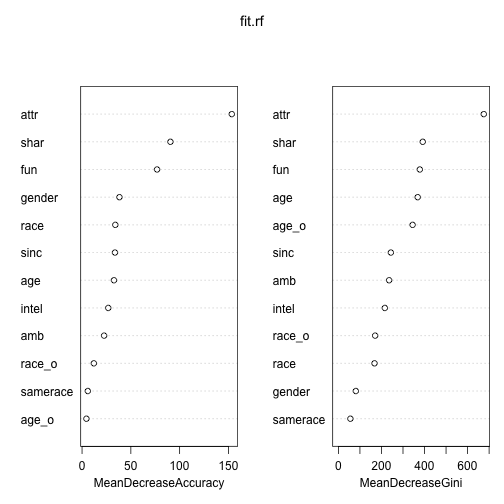 fit.rf
attr
shar
fun
gender
race
sinc
age
intel
amb
race_o
samerace
age_o
0 50 100 150
MeanDecreaseAccuracy
attr
shar
fun
age
age_o
sinc
amb
intel
race_o
race
gender
samerace
0 200 400 600
MeanDecreaseGini